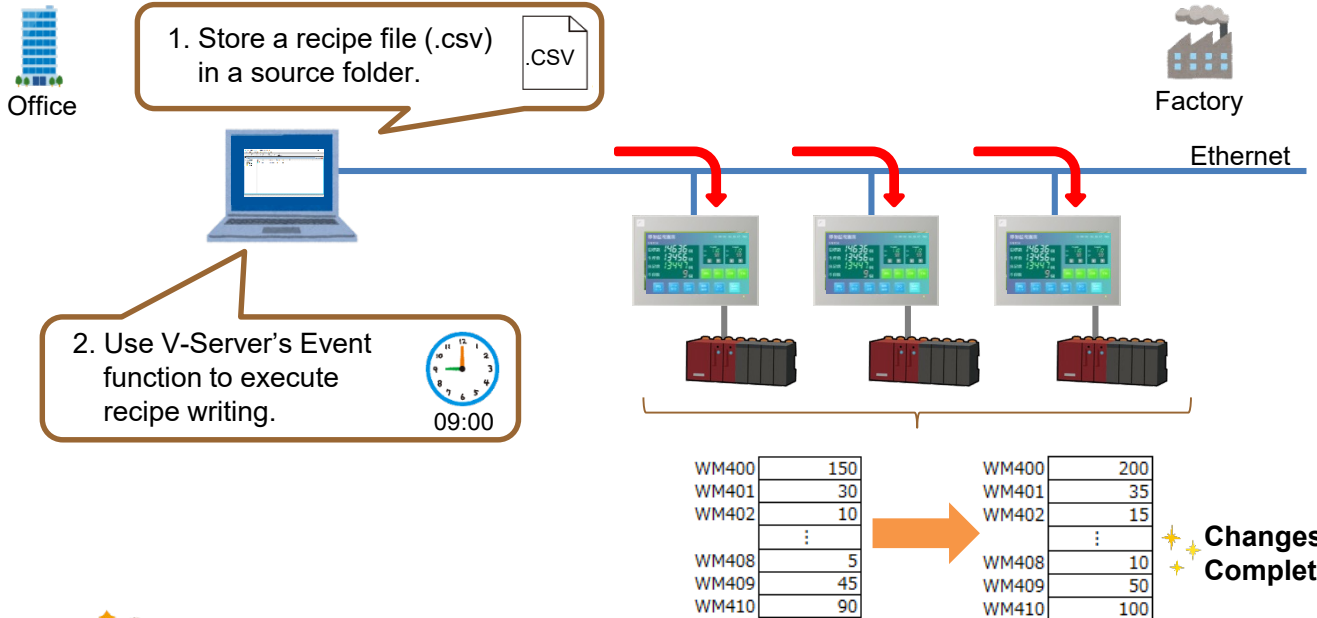 Office
1. Store a recipe file (.csv)
in a source folder.
.CSV
Factory
Ethernet
2. Use V-Server's Event
function to execute
recipe writing.
09:00
WM400 150
WM401 30
WM402 10
⋮
WM408 5
WM409 45
WM410 90
WM400 200
WM401 35
WM402 15
⋮
WM408 10
WM409 50
WM410 100
Changes
Complet